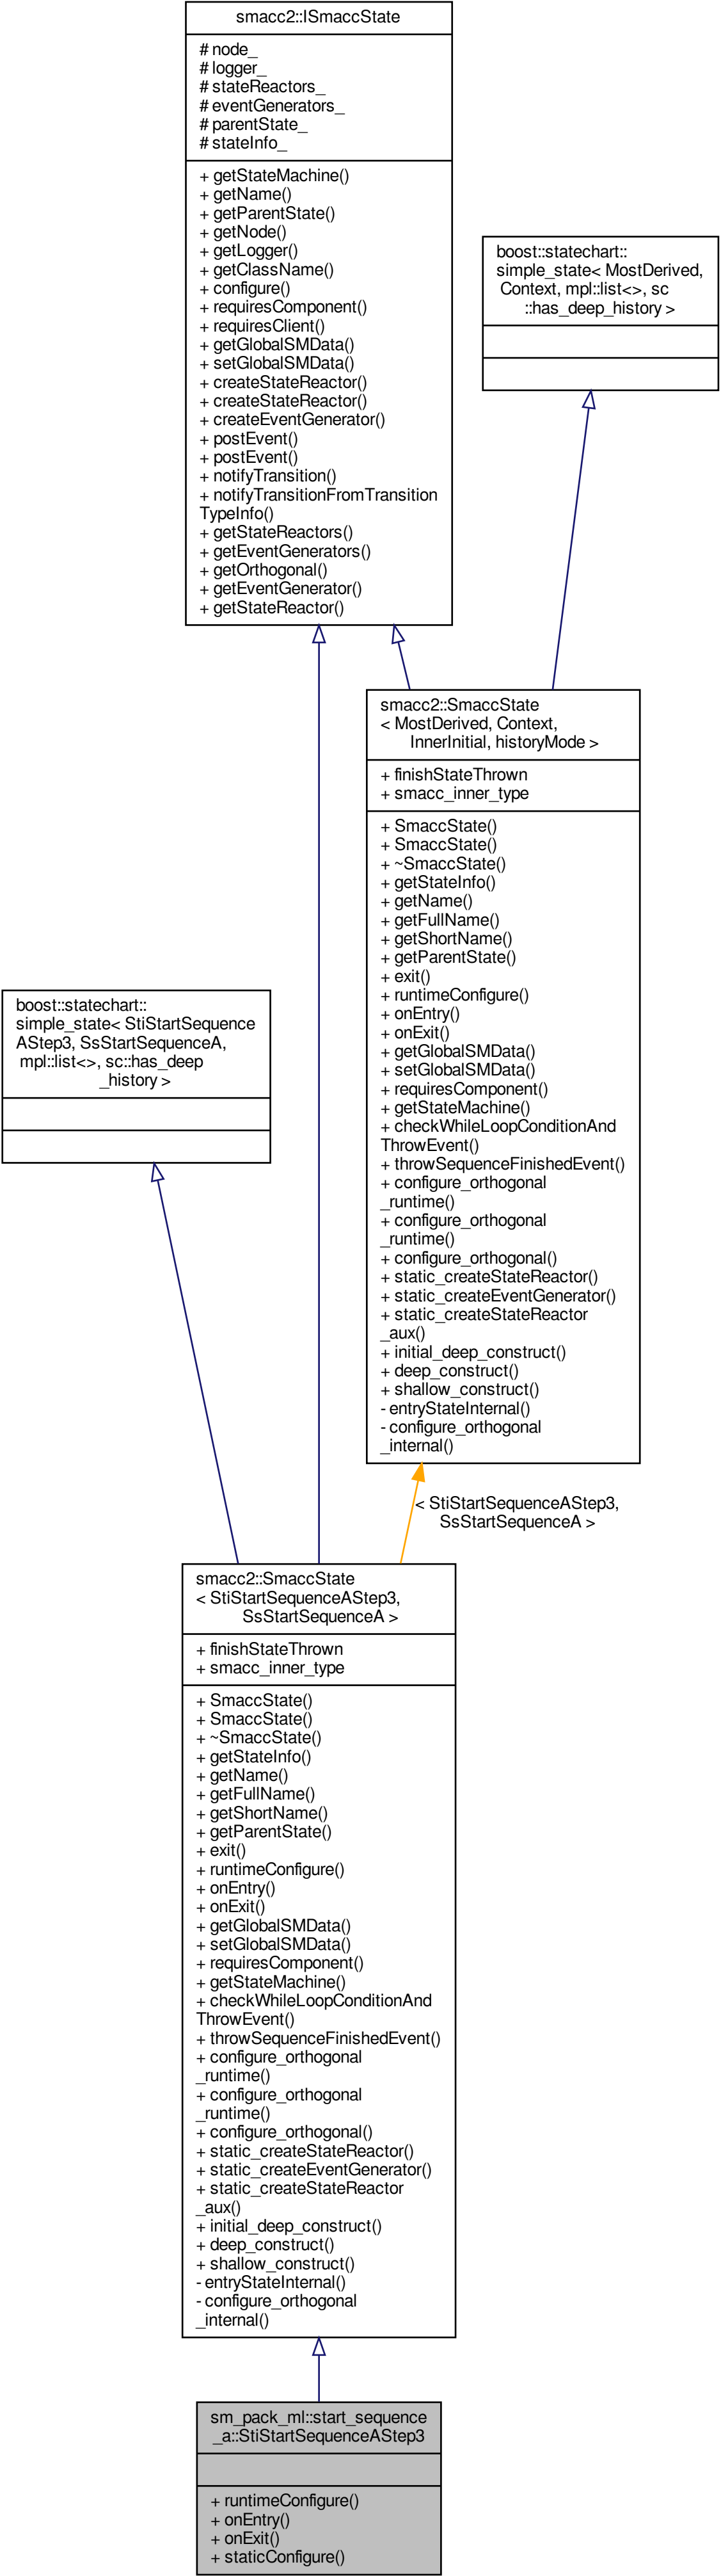 smacc2::ISmaccState
# node_
# logger_
# stateReactors_
# eventGenerators_
# parentState_
# stateInfo_
+ getStateMachine()
+ getName()
+ getParentState()
+ getNode()
+ getLogger()
+ getClassName()
+ configure()
+ requiresComponent()
+ requiresClient()
+ getGlobalSMData()
+ setGlobalSMData()
+ createStateReactor()
+ createStateReactor()
+ createEventGenerator()
+ postEvent()
+ postEvent()
+ notifyTransition()
+ notifyTransitionFromTransition
TypeInfo()
+ getStateReactors()
+ getEventGenerators()
+ getOrthogonal()
+ getEventGenerator()
+ getStateReactor()
boost::statechart::
simple_state< MostDerived,
Context, mpl::list<>, sc
::has_deep_history >
smacc2::SmaccState
< MostDerived, Context,
InnerInitial, historyMode >
+ finishStateThrown
+ smacc_inner_type
+ SmaccState()
+ SmaccState()
+ ~SmaccState()
+ getStateInfo()
+ getName()
+ getFullName()
+ getShortName()
+ getParentState()
+ exit()
+ runtimeConfigure()
+ onEntry()
+ onExit()
+ getGlobalSMData()
+ setGlobalSMData()
+ requiresComponent()
+ getStateMachine()
+ checkWhileLoopConditionAnd
ThrowEvent()
+ throwSequenceFinishedEvent()
+ configure_orthogonal
_runtime()
+ configure_orthogonal
_runtime()
+ configure_orthogonal()
+ static_createStateReactor()
+ static_createEventGenerator()
+ static_createStateReactor
_aux()
+ initial_deep_construct()
+ deep_construct()
+ shallow_construct()
- entryStateInternal()
- configure_orthogonal
_internal()
boost::statechart::
simple_state< StiStartSequence
AStep3, SsStartSequenceA,
mpl::list<>, sc::has_deep
_history >
< StiStartSequenceAStep3,
SsStartSequenceA >
smacc2::SmaccState
< StiStartSequenceAStep3,
SsStartSequenceA >
+ finishStateThrown
+ smacc_inner_type
+ SmaccState()
+ SmaccState()
+ ~SmaccState()
+ getStateInfo()
+ getName()
+ getFullName()
+ getShortName()
+ getParentState()
+ exit()
+ runtimeConfigure()
+ onEntry()
+ onExit()
+ getGlobalSMData()
+ setGlobalSMData()
+ requiresComponent()
+ getStateMachine()
+ checkWhileLoopConditionAnd
ThrowEvent()
+ throwSequenceFinishedEvent()
+ configure_orthogonal
_runtime()
+ configure_orthogonal
_runtime()
+ configure_orthogonal()
+ static_createStateReactor()
+ static_createEventGenerator()
+ static_createStateReactor
_aux()
+ initial_deep_construct()
+ deep_construct()
+ shallow_construct()
- entryStateInternal()
- configure_orthogonal
_internal()
sm_pack_ml::start_sequence
_a::StiStartSequenceAStep3
+ runtimeConfigure()
+ onEntry()
+ onExit()
+ staticConfigure()